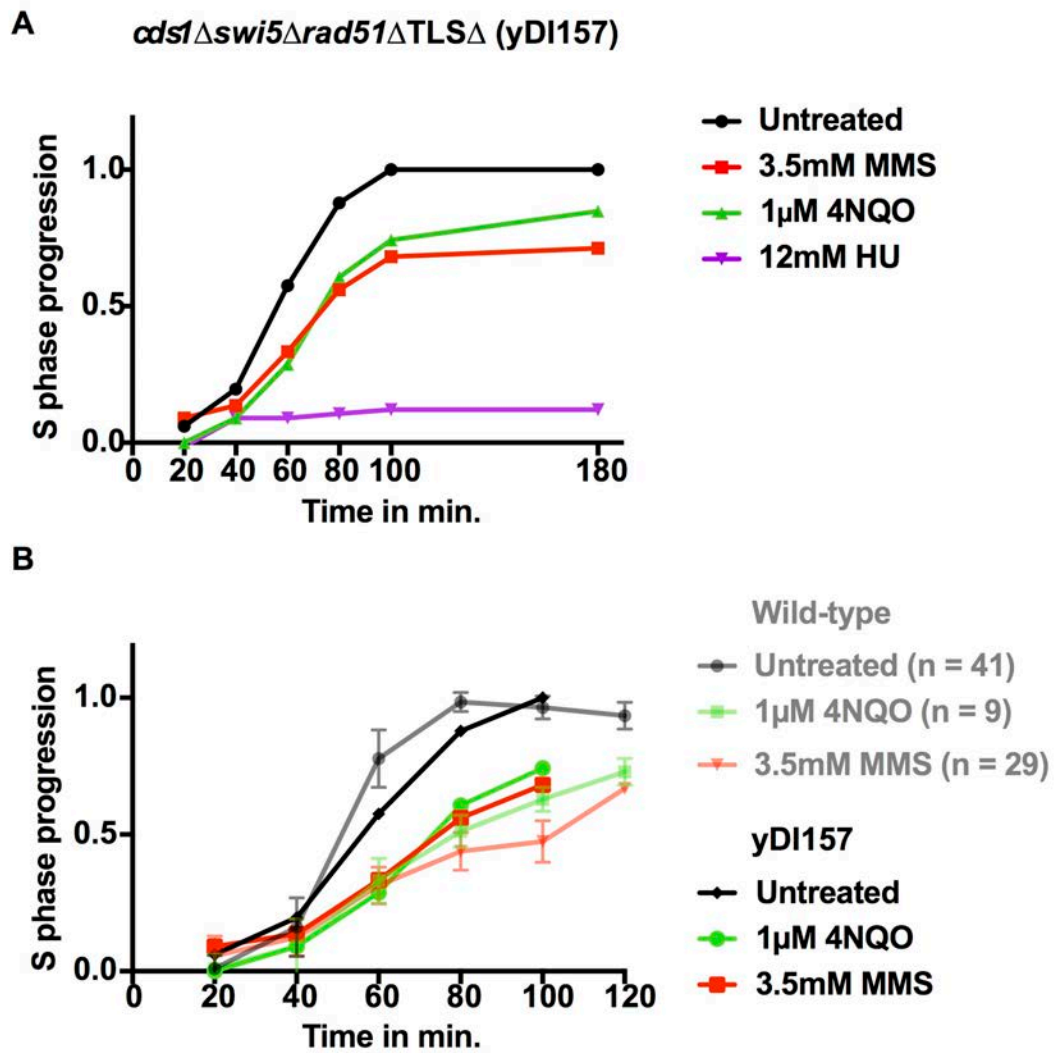 A
cds1Δswi5Δrad51ΔTLSΔ (yDI157)
S phase progression
1.0
0.5
0.0
0 20 40 60 80 100 180
Time in min.
Untreated
3.5mM MMS
1µM 4NQO
12mM HU
B
S phase progression
1.0
0.5
0.0
0 20 40 60 80 100 120
Time in min.
Wild-type
Untreated (n = 41)
1µM 4NQO (n = 9)
3.5mM MMS (n = 29)
yDI157
Untreated
1µM 4NQO
3.5mM MMS